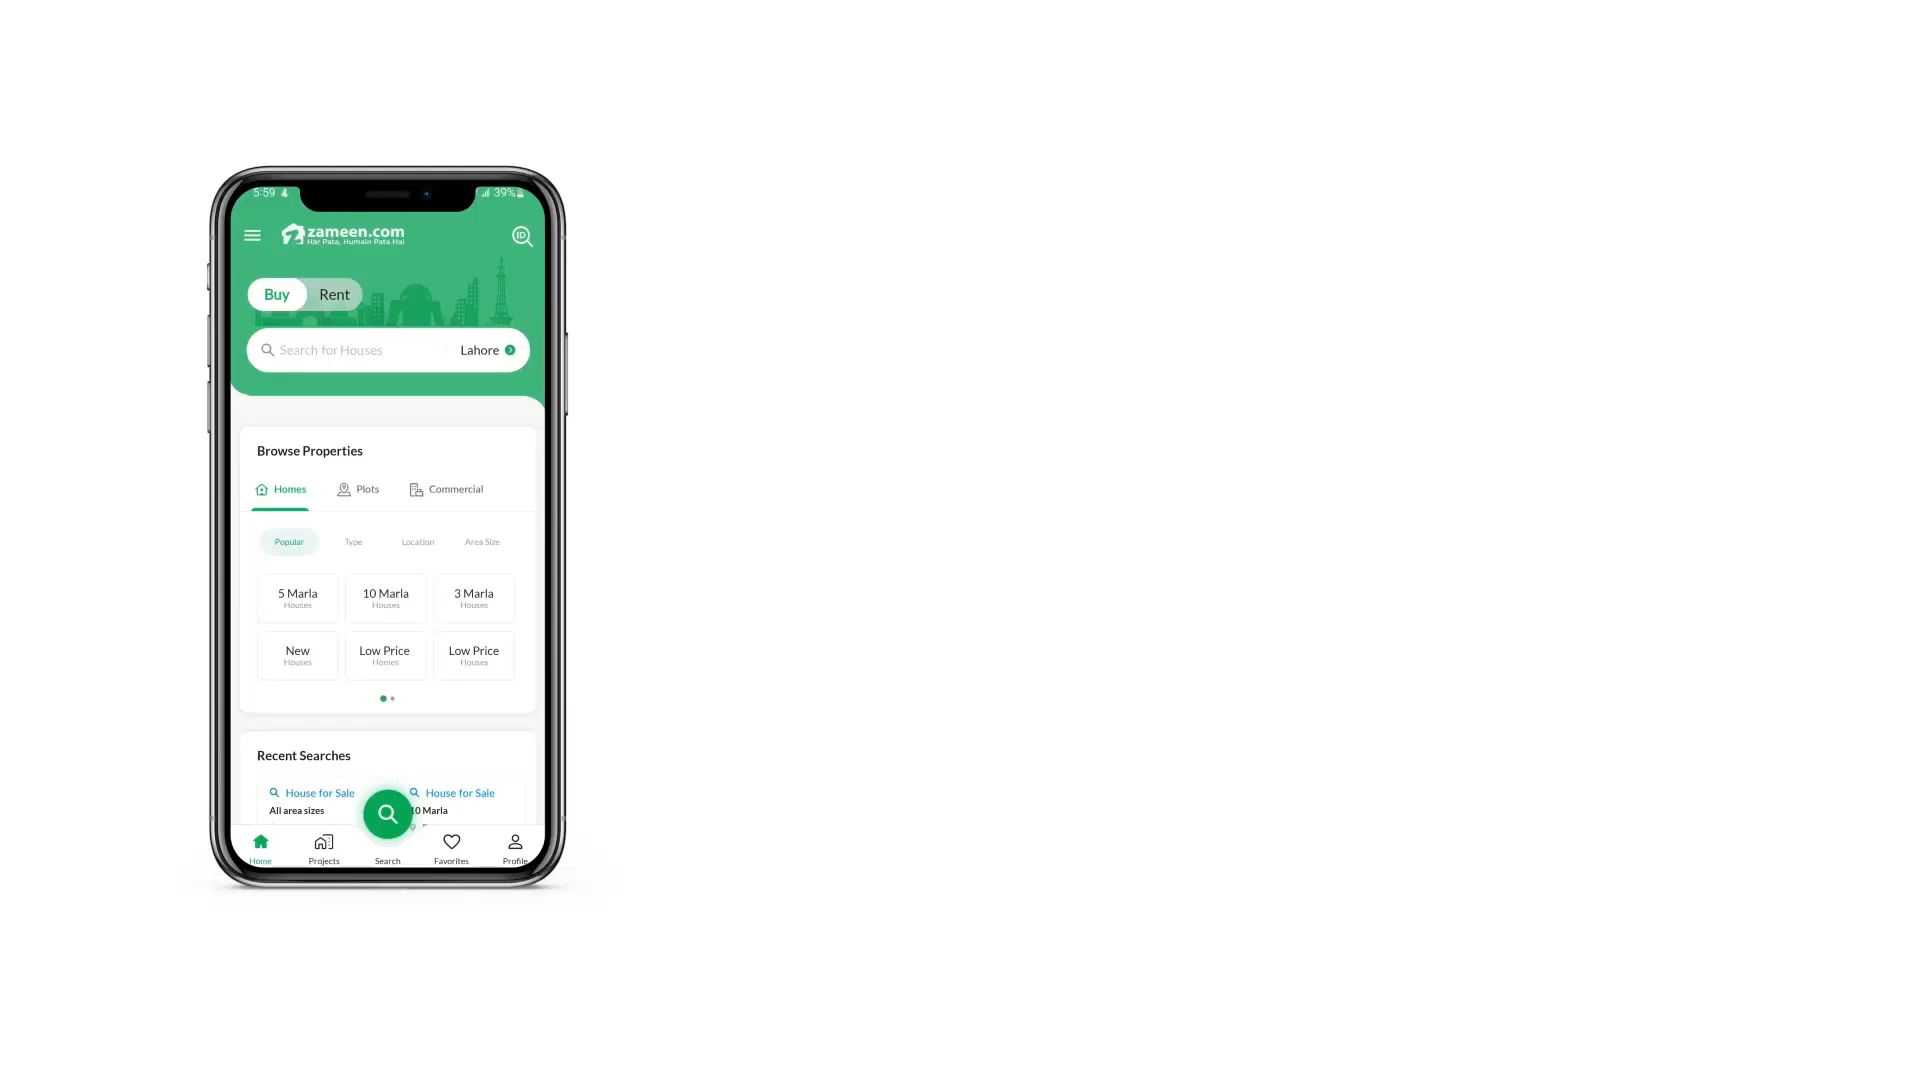 5:59 39%
zameen.com
Har Pata, Humain Pata Hai
ID
Buy Rent
Search for Houses Lahore
Browse Properties
Homes Plots Commercial
Popular Type Location Area Size
5 Marla 10 Marla 3 Marla
Houses Houses Houses
New Low Price Low Price
Houses Homes Houses
Recent Searches
House for Sale House for Sale
All area sizes 10 Marla
Home Projects Search Favorites Profile